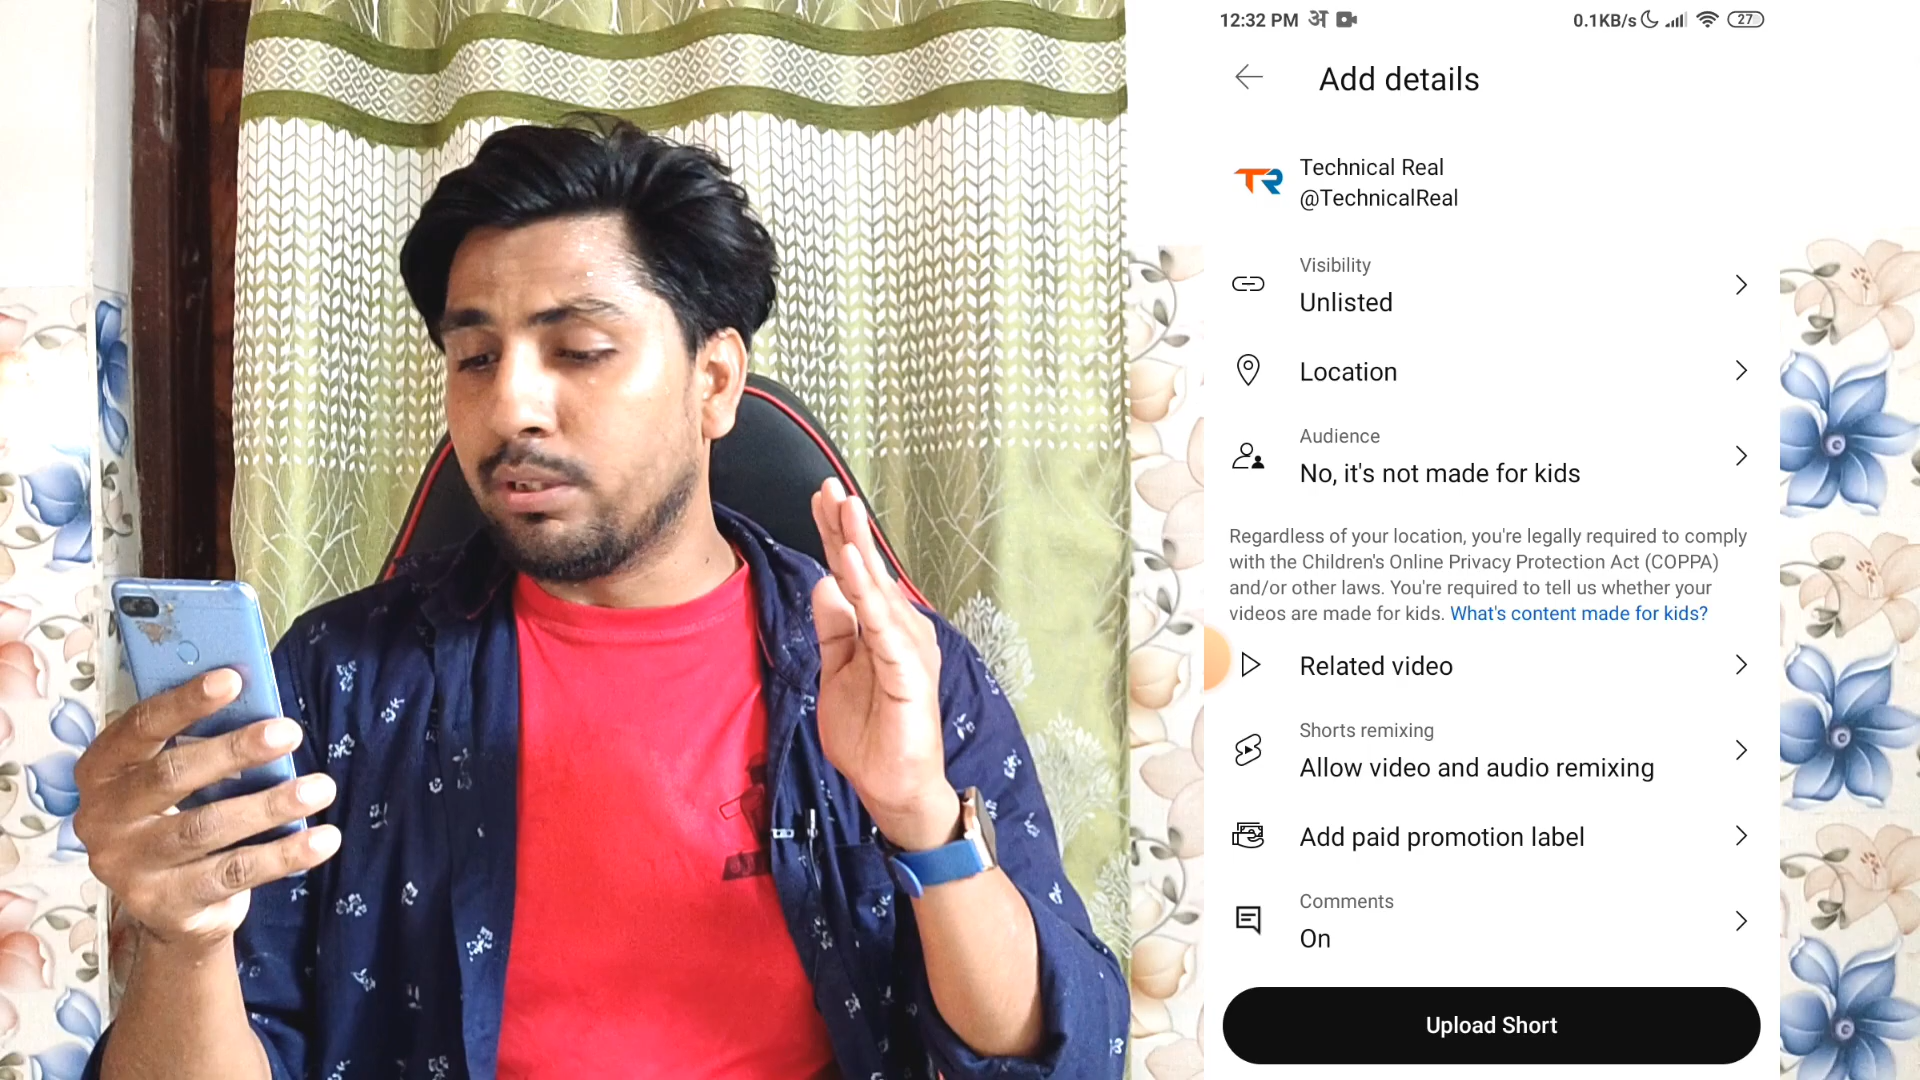 12:32 PM अ 0.1KB/s 27
Add details
TR
Technical Real
@TechnicalReal
Visibility
Unlisted
Location
Audience
No, it's not made for kids
Regardless of your location, you're legally required to comply
with the Children's Online Privacy Protection Act (COPPA)
and/or other laws. You're required to tell us whether your
videos are made for kids. What's content made for kids?
Related video
Shorts remixing
Allow video and audio remixing
Add paid promotion label
Comments
On
Upload Short